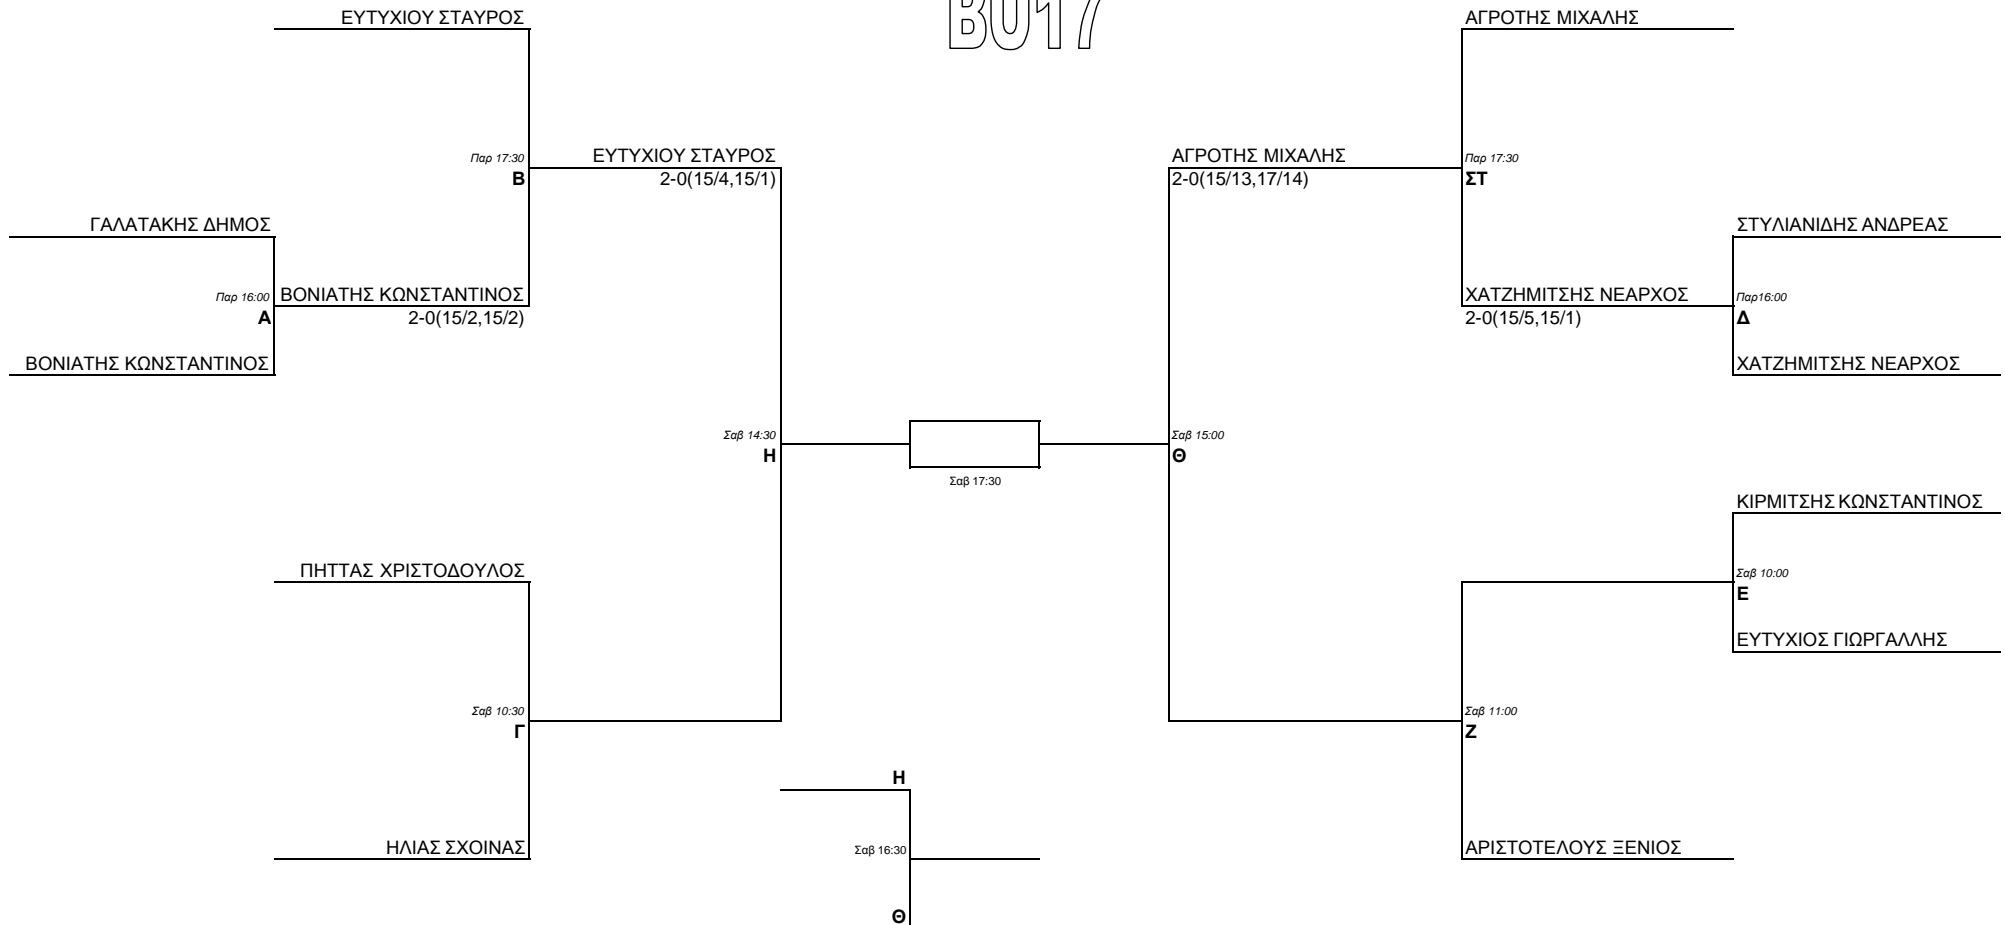 BU17
ΕΥΤΥΧΙΟΥ ΣΤΑΥΡΟΣ
ΑΓΡΟΤΗΣ ΜΙΧΑΛΗΣ
Παρ 17:30
Β
ΕΥΤΥΧΙΟΥ ΣΤΑΥΡΟΣ
2-0(15/4,15/1)
ΑΓΡΟΤΗΣ ΜΙΧΑΛΗΣ
2-0(15/13,17/14)
Παρ 17:30
ΣΤ
ΓΑΛΑΤΑΚΗΣ ΔΗΜΟΣ
ΣΤΥΛΙΑΝΙΔΗΣ ΑΝΔΡΕΑΣ
Παρ 16:00
Α
ΒΟΝΙΑΤΗΣ ΚΩΝΣΤΑΝΤΙΝΟΣ
2-0(15/2,15/2)
ΧΑΤΖΗΜΙΤΣΗΣ ΝΕΑΡΧΟΣ
2-0(15/5,15/1)
Παρ16:00
Δ
ΒΟΝΙΑΤΗΣ ΚΩΝΣΤΑΝΤΙΝΟΣ
ΧΑΤΖΗΜΙΤΣΗΣ ΝΕΑΡΧΟΣ
Σαβ 14:30
Η
Σαβ 17:30
Σαβ 15:00
Θ
ΚΙΡΜΙΤΣΗΣ ΚΩΝΣΤΑΝΤΙΝΟΣ
ΠΗΤΤΑΣ ΧΡΙΣΤΟΔΟΥΛΟΣ
Σαβ 10:00
Ε
ΕΥΤΥΧΙΟΣ ΓΙΩΡΓΑΛΛΗΣ
Σαβ 10:30
Γ
Σαβ 11:00
Ζ
Η
ΗΛΙΑΣ ΣΧΟΙΝΑΣ
Σαβ 16:30
ΑΡΙΣΤΟΤΕΛΟΥΣ ΞΕΝΙΟΣ
Θ